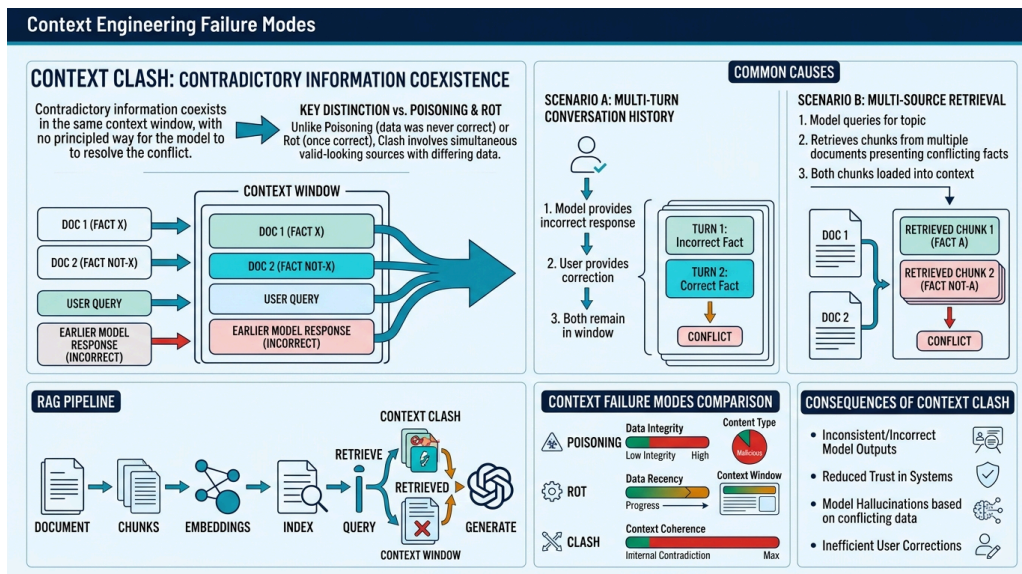 Context Engineering Failure Modes
CONTEXT CLASH: CONTRADICTORY INFORMATION COEXISTENCE
Contradictory information coexists
in the same context window, with
no principled way for the model to
to resolve the conflict.
KEY DISTINCTION vs. POISONING & ROT
Unlike Poisoning (data was never correct) or
Rot (once correct), Clash involves simultaneous
valid-looking sources with differing data.
CONTEXT WINDOW
DOC 1 (FACT X)
DOC 2 (FACT NOT-X)
USER QUERY
EARLIER MODEL
RESPONSE
(INCORRECT)
DOC 1 (FACT X)
DOC 2 (FACT NOT-X)
USER QUERY
EARLIER MODEL RESPONSE
(INCORRECT)
COMMON CAUSES
SCENARIO A: MULTI-TURN
CONVERSATION HISTORY
1. Model provides
incorrect response
2. User provides
correction
3. Both remain
in window
TURN 1:
Incorrect Fact
TURN 2:
Correct Fact
CONFLICT
SCENARIO B: MULTI-SOURCE RETRIEVAL
1. Model queries for topic
2. Retrieves chunks from multiple
documents presenting conflicting facts
3. Both chunks loaded into context
DOC 1
DOC 2
RETRIEVED CHUNK 1
(FACT A)
RETRIEVED CHUNK 2
(FACT NOT-A)
CONFLICT
RAG PIPELINE
DOCUMENT
CHUNKS
EMBEDDINGS
INDEX
QUERY
RETRIEVE
CONTEXT CLASH
RETRIEVED
CONTEXT WINDOW
GENERATE
CONTEXT FAILURE MODES COMPARISON
POISONING
Data Integrity
Low Integrity High
Content Type
Malicious
ROT
Data Recency
Progress
Context Window
CLASH
Context Coherence
Imternal Contradiction Max
CONSEQUENCES OF CONTEXT CLASH
• Inconsistent/Incorrect
Model Outputs
• Reduced Trust in Systems
• Model Hallucinations based
on conflicting data
• Inefficient User Corrections